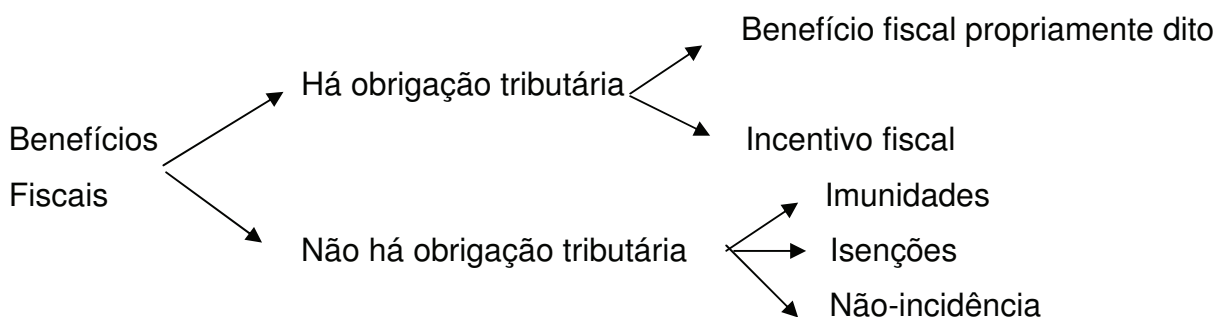 Benefício fiscal propriamente dito
Há obrigação tributária
Benefícios
Fiscais
Incentivo fiscal
Imunidades
Não há obrigação tributária
Isenções
Não-incidência